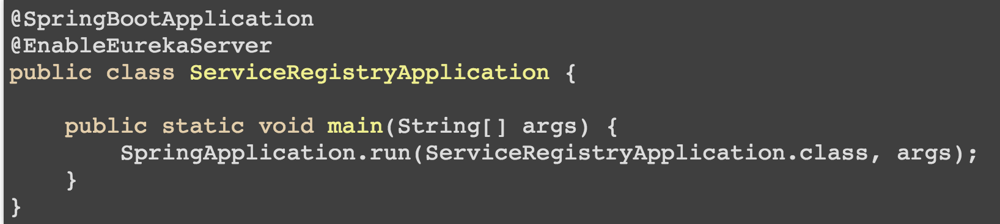 @SpringBootApplication
@EnableEurekaServer
public class ServiceRegistryApplication {
public static void main(String[] args) {
SpringApplication.run(ServiceRegistryApplication.class, args);
}
}